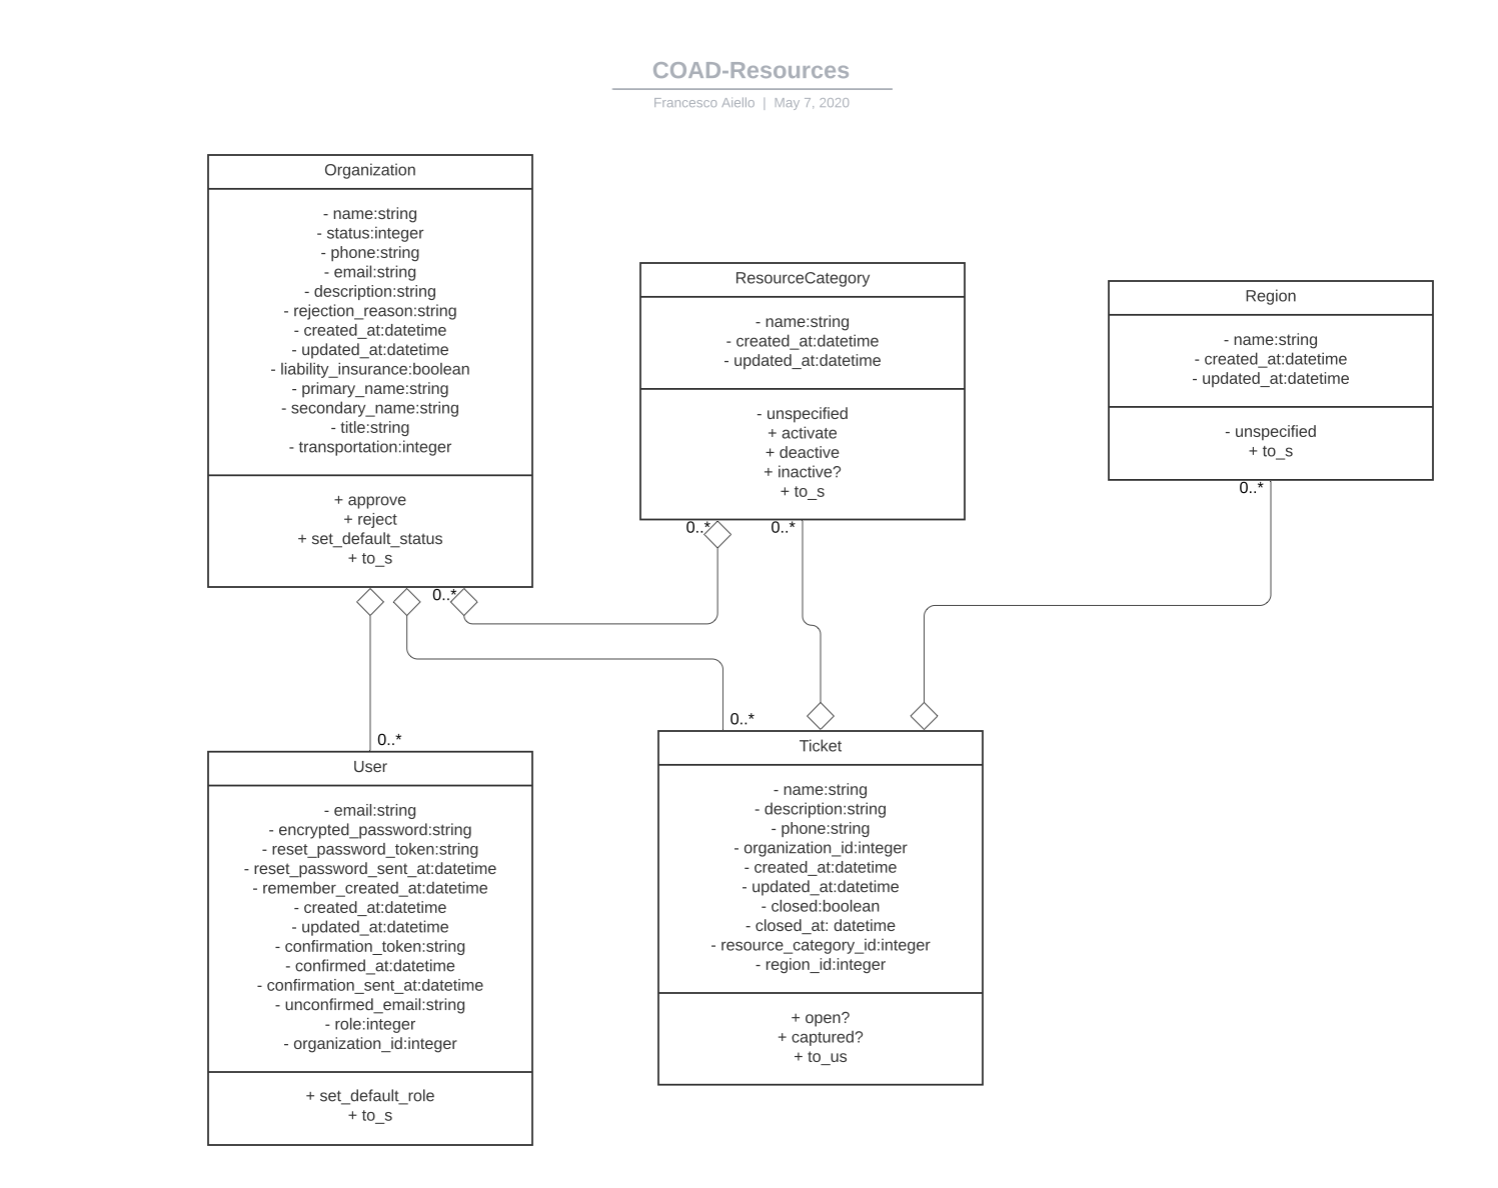 COAD-Resources
Francesco Aiello | May 7, 2020
Organization
- name:string
- status:integer
- phone:string
- email:string
- description:string
- rejection_reason:string
- created_at:datetime
- updated_at:datetime
- liability_insurance:boolean
- primary_name:string
- secondary_name:string
- title:string
- transportation:integer
+ approve
+ reject
+ set_default_status
+ to_s
0..*
ResourceCategory
- name:string
- created_at:datetime
- updated_at:datetime
- unspecified
+ activate
+ deactive
+ inactive?
+ to_s
0..*
0..*
Region
- name:string
- created_at:datetime
- updated_at:datetime
- unspecified
+ to_s
0..*
0..*
User
- email:string
- encrypted_password:string
- reset_password_token:string
- reset_password_sent_at:datetime
- remember_created_at:datetime
- created_at:datetime
- updated_at:datetime
- confirmation_token:string
- confirmed_at:datetime
- confirmation_sent_at:datetime
- unconfirmed_email:string
- role:integer
- organization_id:integer
+ set_default_role
+ to_s
0..*
Ticket
- name:string
- description:string
- phone:string
- organization_id:integer
- created_at:datetime
- updated_at:datetime
- closed:boolean
- closed_at: datetime
- resource_category_id:integer
- region_id:integer
+ open?
+ captured?
+ to_us